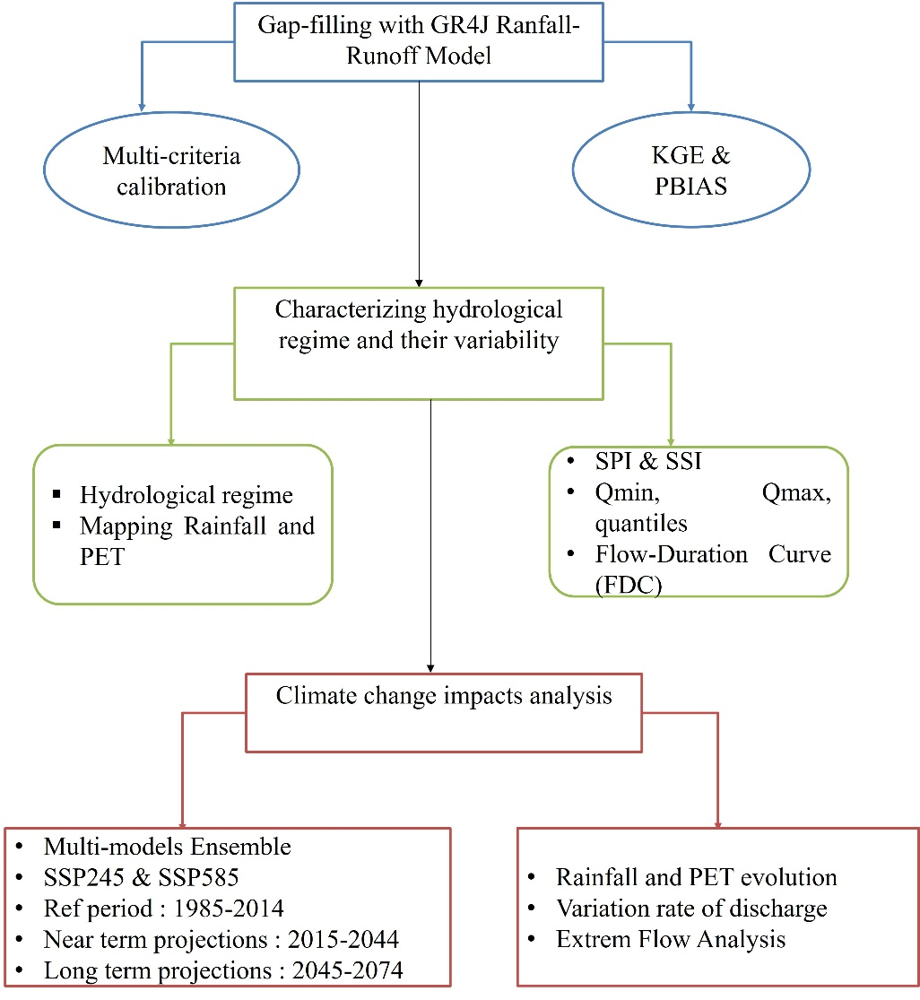 Gap-filling with GR4J Ranfall-
Runoff Model
Multi-criteria
calibration
KGE &
PBIAS
Characterizing hydrological
regime and their variability
▪ Hydrological regime
▪ Mapping Rainfall and
PET
• SPI & SSI
• Qmin, Qmax,
quantiles
• Flow-Duration Curve
(FDC)
Climate change impacts analysis
• Multi-models Ensemble
• SSP245 & SSP585
• Ref period : 1985-2014
• Near term projections : 2015-2044
• Long term projections : 2045-2074
• Rainfall and PET evolution
• Variation rate of discharge
• Extrem Flow Analysis